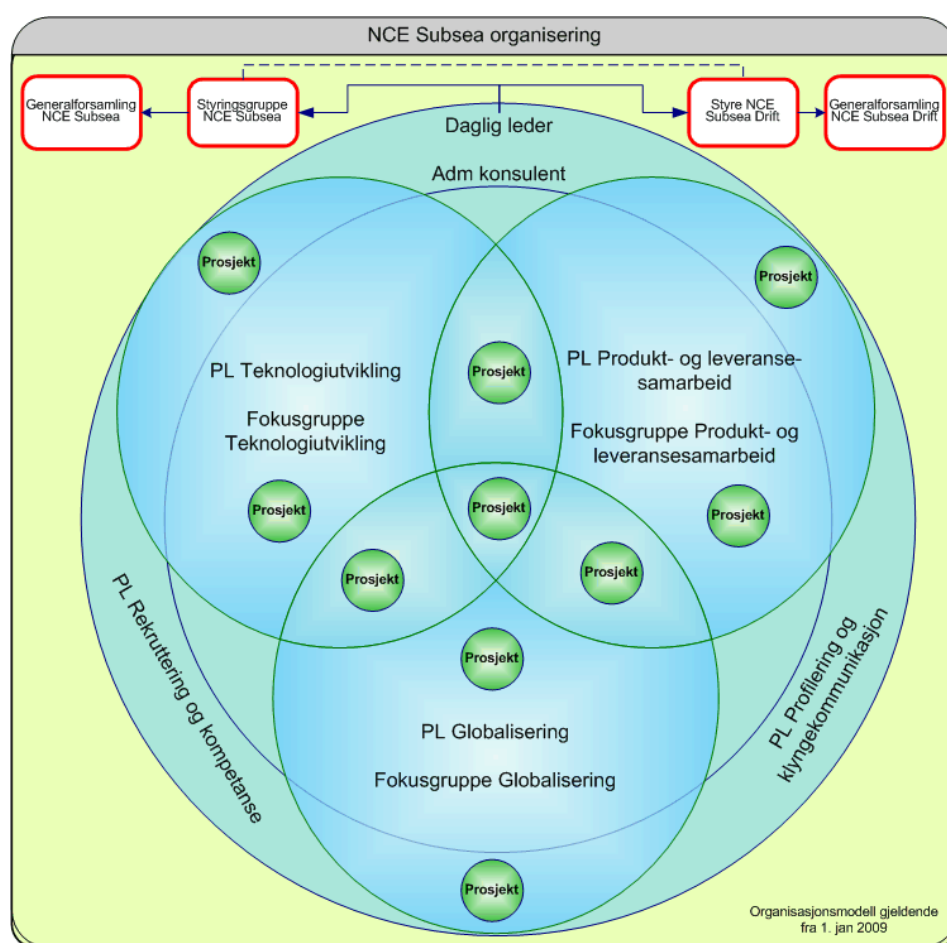 NCE Subsea organisering
Generalforsamling
NCE Subsea
Styringsgruppe
NCE Subsea
Styre NCE
Subsea Drift
Generalforsamling
NCE Subsea Drift
Daglig leder
Adm konsulent
Prosjekt
Prosjekt
Prosjekt
PL Teknologiutvikling
Fokusgruppe
Teknologiutvikling
PL Produkt- og leveranse-
samarbeid
Fokusgruppe Produkt- og
leveransesamarbeid
Prosjekt
Prosjekt
Prosjekt
Prosjekt
Prosjekt
PL Rekruttering og kompetanse
Prosjekt
PL Profilering og
klyngekommunikasjon
PL Globalisering
Fokusgruppe Globalisering
Prosjekt
Organisasjonsmodell gjeldende
fra 1. jan 2009